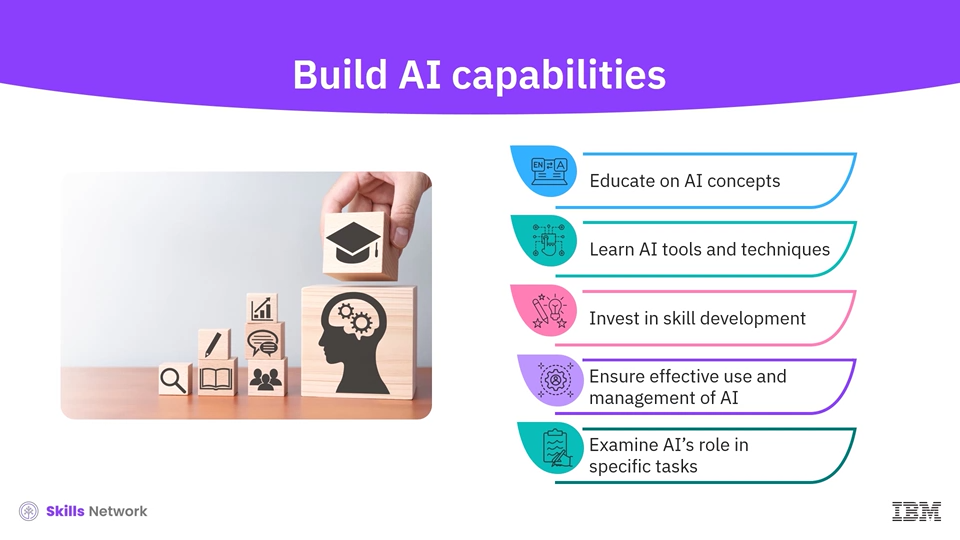 Build AI capabilities
EN A
Educate on AI concepts
Learn AI tools and techniques
Invest in skill development
Ensure effective use and
management of AI
Examine AI's role in
specific tasks
Skills Network
IBM